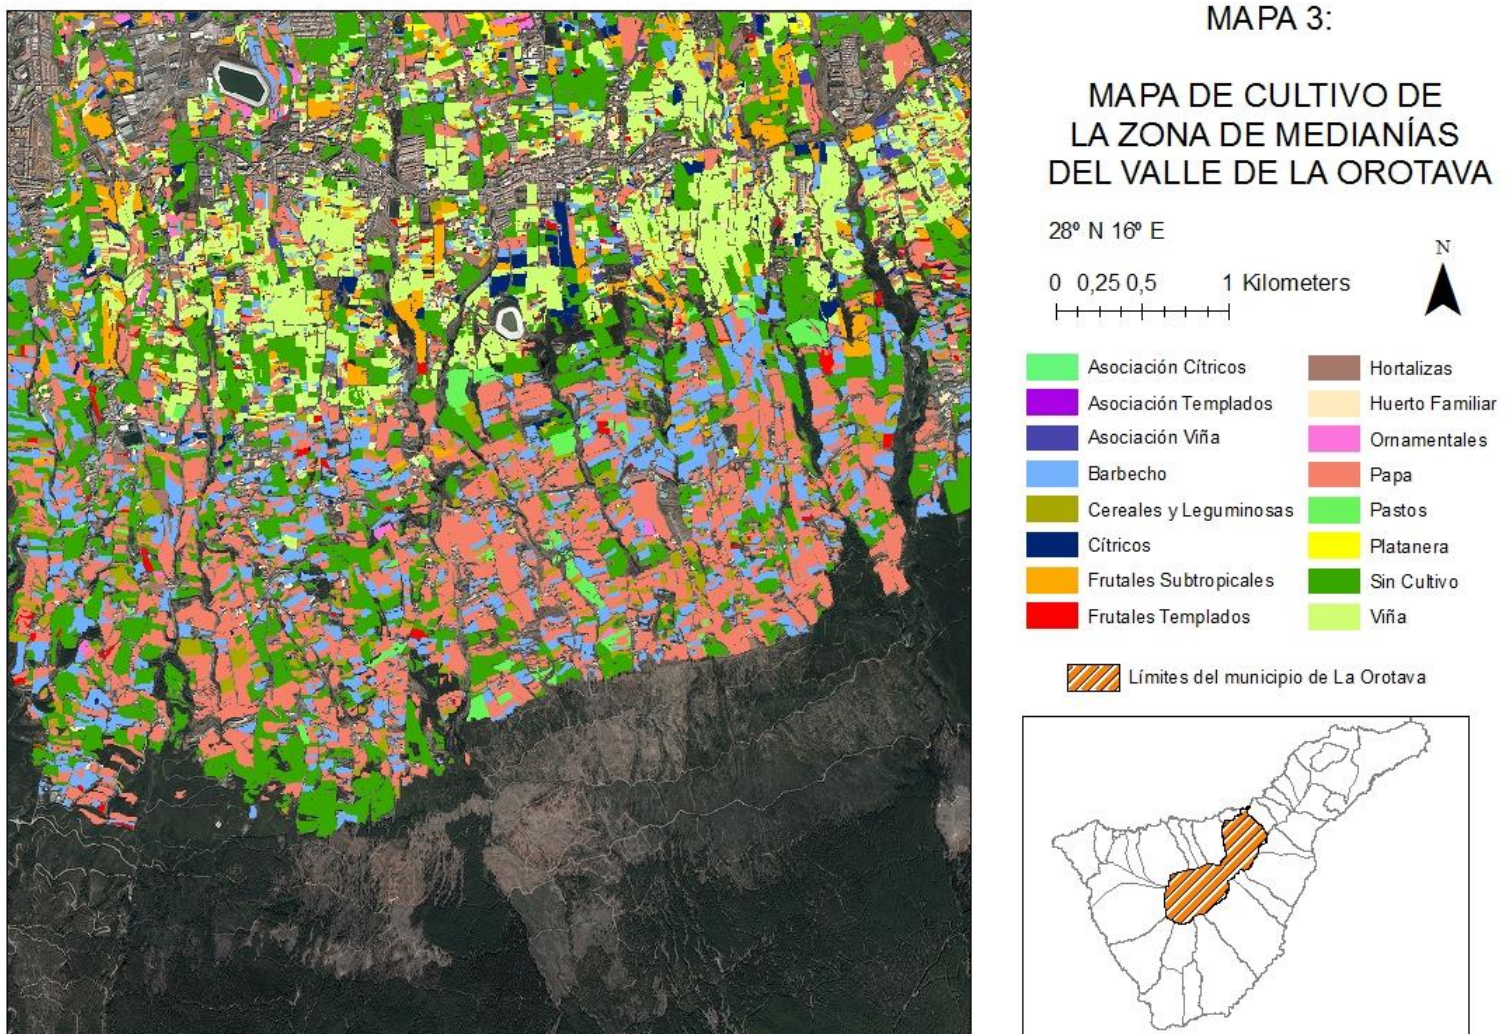 MAPA 3:
MAPA DE CULTIVO DE
LA ZONA DE MEDIANÍAS
DEL VALLE DE LA OROTAVA
28º N 16º E
N
0 0,25 0,5 1 Kilometers
Asociación Cítricos
Asociación Templados
Asociación Viña
Barbecho
Cereales y Leguminosas
Cítricos
Frutales Subtropicales
Frutales Templados
Hortalizas
Huerto Familiar
Ornamentales
Papa
Pastos
Platanera
Sin Cultivo
Viña
Límites del municipio de La Orotava